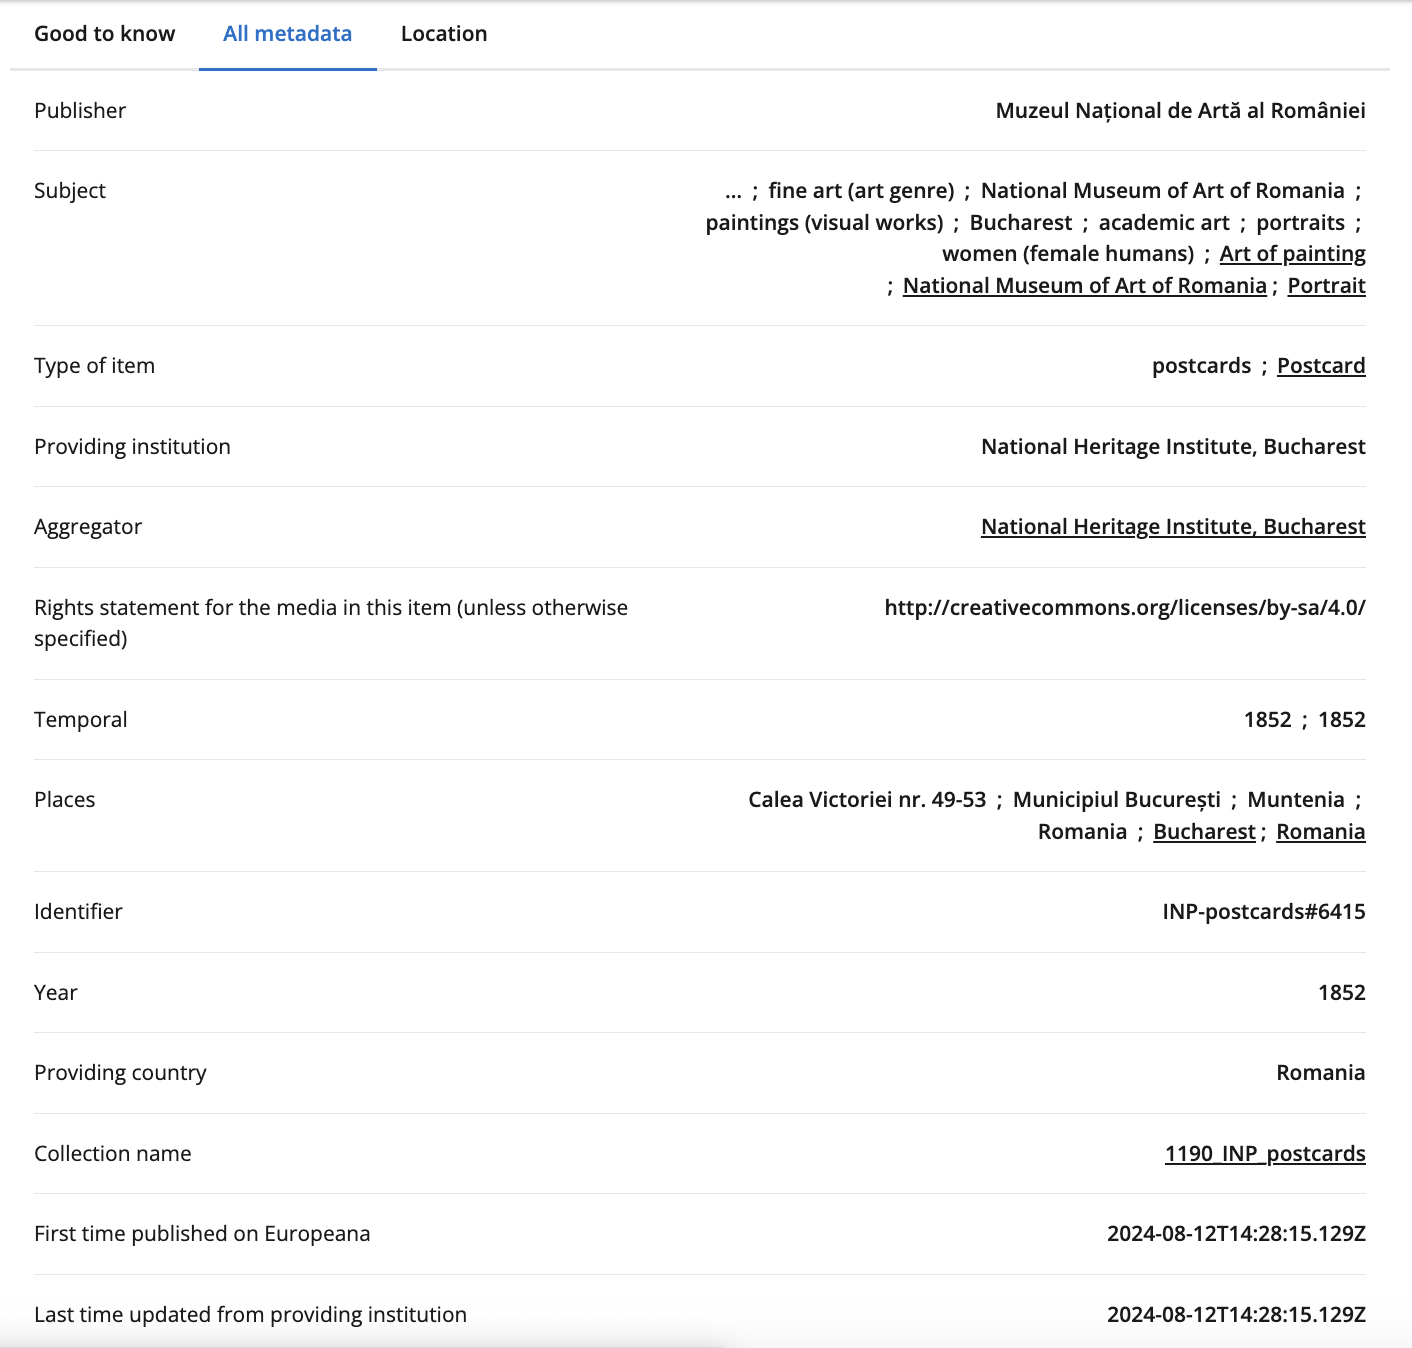 Good to know All metadata Location
Publisher Muzeul Național de Artă al României
Subject ... ; fine art (art genre) ; National Museum of Art of Romania ;
paintings (visual works) ; Bucharest ; academic art ; portraits ;
women (female humans) ; Art of painting
; National Museum of Art of Romania ; Portrait
Type of item postcards ; Postcard
Providing institution National Heritage Institute, Bucharest
Aggregator National Heritage Institute, Bucharest
Rights statement for the media in this item (unless otherwise http://creativecommons.org/licenses/by-sa/4.0/
specified)
Temporal 1852 ; 1852
Places Calea Victoriei nr. 49-53 ; Municipiul București ; Muntenia ;
Romania ; Bucharest ; Romania
Identifier INP-postcards#6415
Year 1852
Providing country Romania
Collection name 1190_INP_postcards
First time published on Europeana 2024-08-12T14:28:15.129Z
Last time updated from providing institution 2024-08-12T14:28:15.129Z